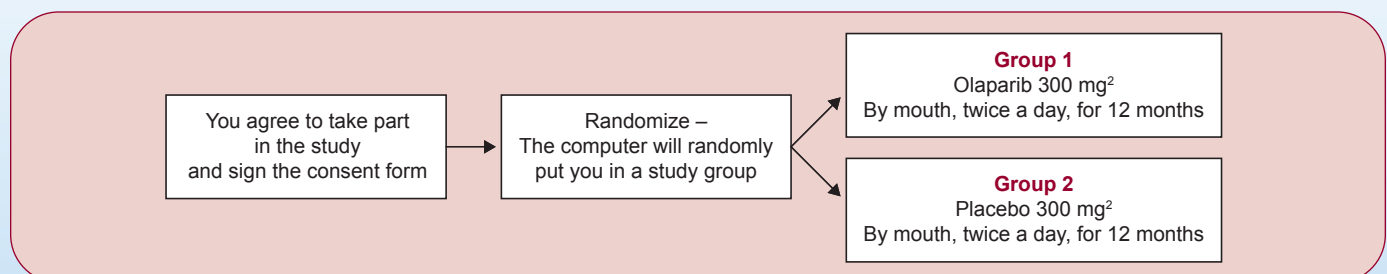 You agree to take part
in the study
and sign the consent form
Randomize –
The computer will randomly
put you in a study group
Group 1
Olaparib 300 mg²
By mouth, twice a day, for 12 months
Group 2
Placebo 300 mg²
By mouth, twice a day, for 12 months